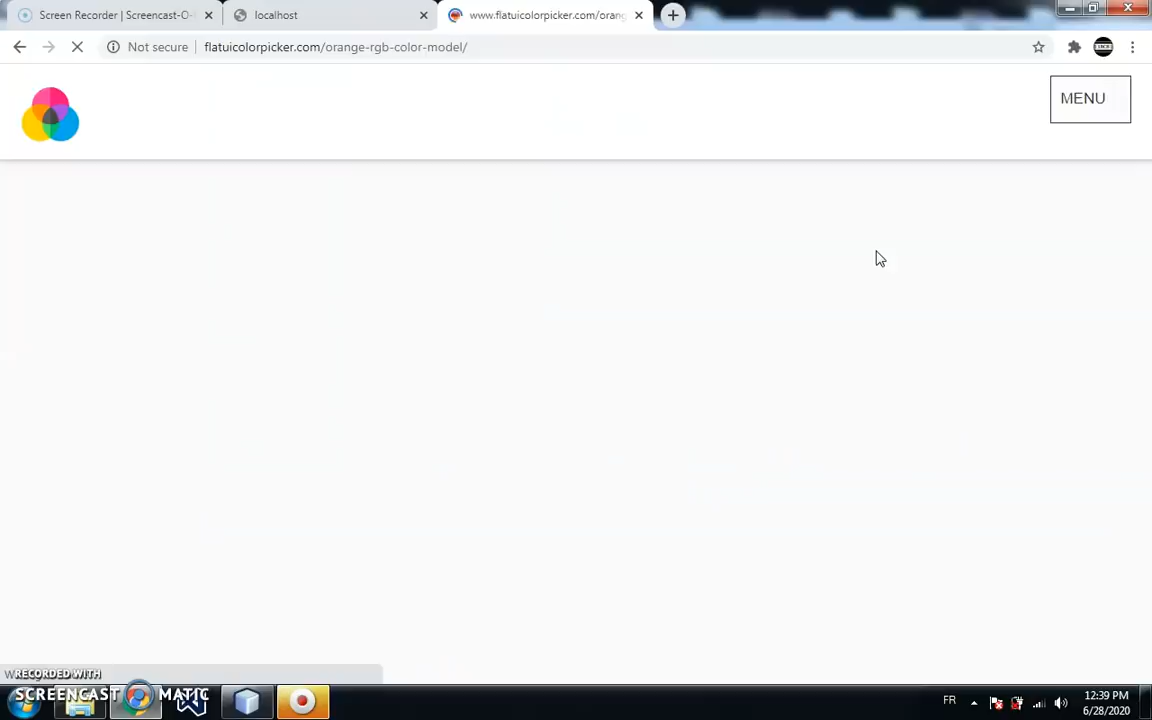 Screen Recorder | Screencast-O-
localhost
www.flatuicolorpicker.com/orang
Not secure
flatuicolorpicker.com/orange-rgb-color-model/
MENU
RECORDED WITH
SCREENCAST MATIC
FR
12:39 PM
6/28/2020